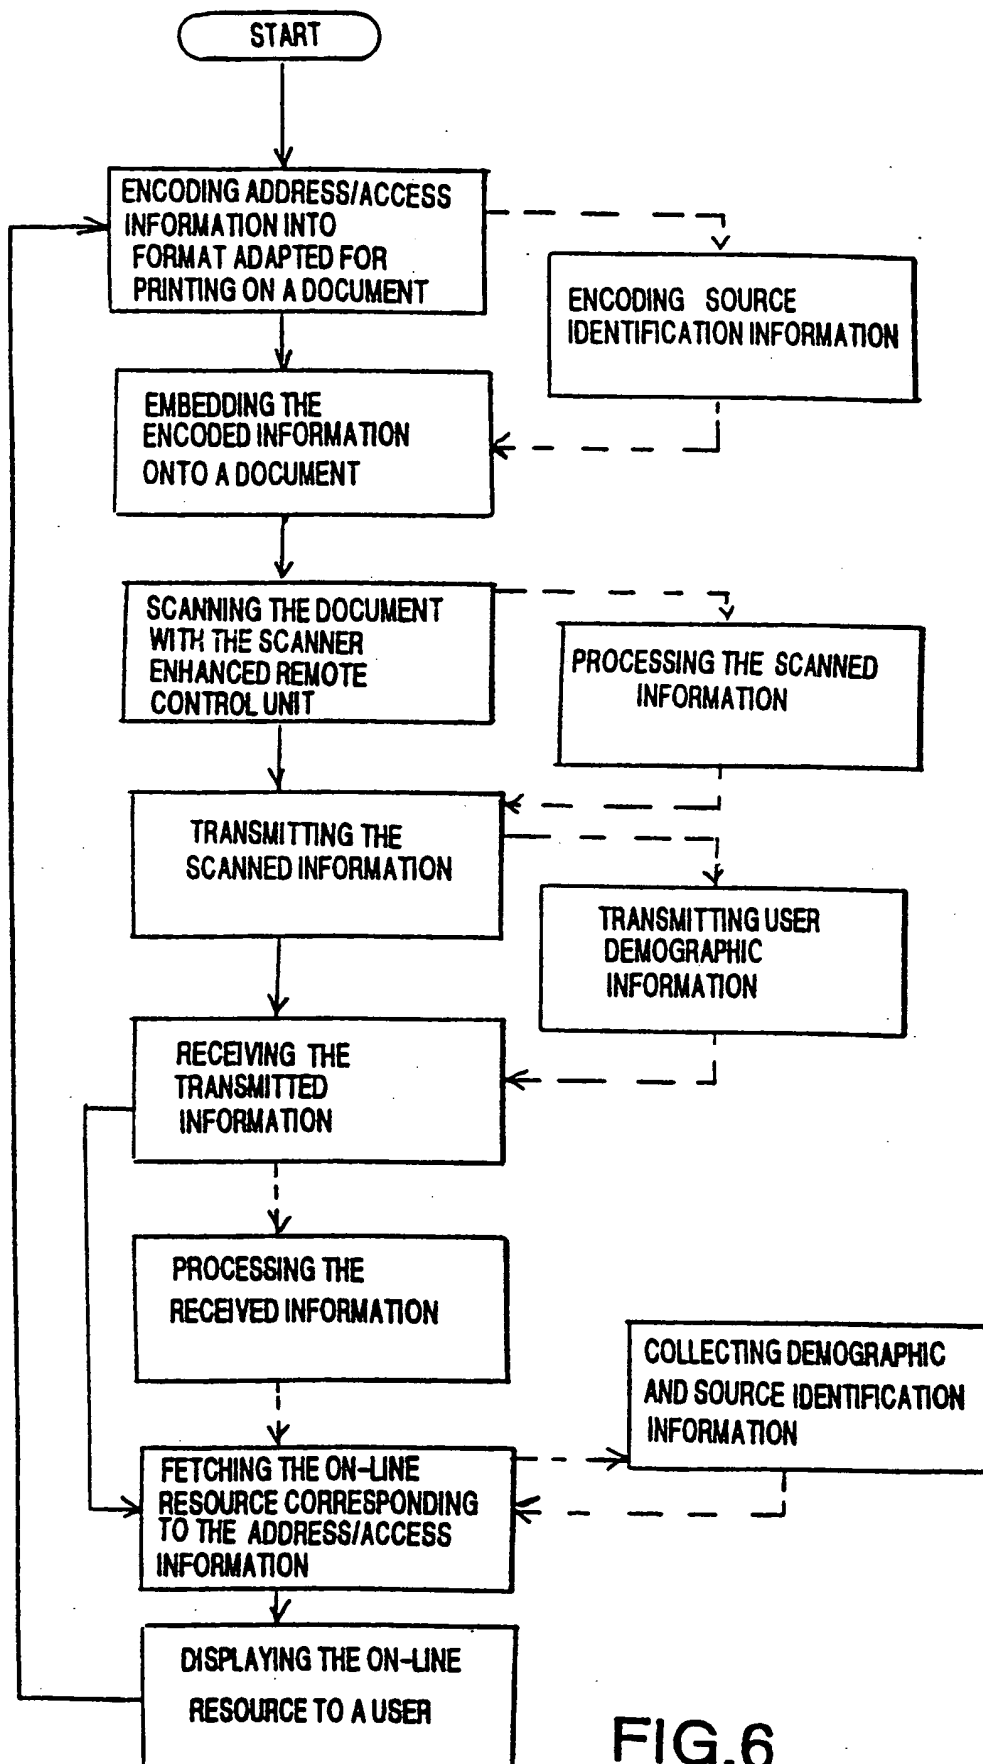 START
ENCODING ADDRESS/ACCESS
INFORMATION INTO
FORMAT ADAPTED FOR
PRINTING ON A DOCUMENT
ENCODING SOURCE
IDENTIFICATION INFORMATION
EMBEDDING THE
ENCODED INFORMATION
ONTO A DOCUMENT
SCANNING THE DOCUMENT
WITH THE SCANNER
ENHANCED REMOTE
CONTROL UNIT
PROCESSING THE SCANNED
INFORMATION
TRANSMITTING THE
SCANNED INFORMATION
TRANSMITTING USER
DEMOGRAPHIC
INFORMATION
RECEIVING THE
TRANSMITTED
INFORMATION
PROCESSING THE
RECEIVED INFORMATION
COLLECTING DEMOGRAPHIC
AND SOURCE IDENTIFICATION
INFORMATION
FETCHING THE ON-LINE
RESOURCE CORRESPONDING
TO THE ADDRESS/ACCESS
INFORMATION
DISPLAYING THE ON-LINE
RESOURCE TO A USER
FIG.6